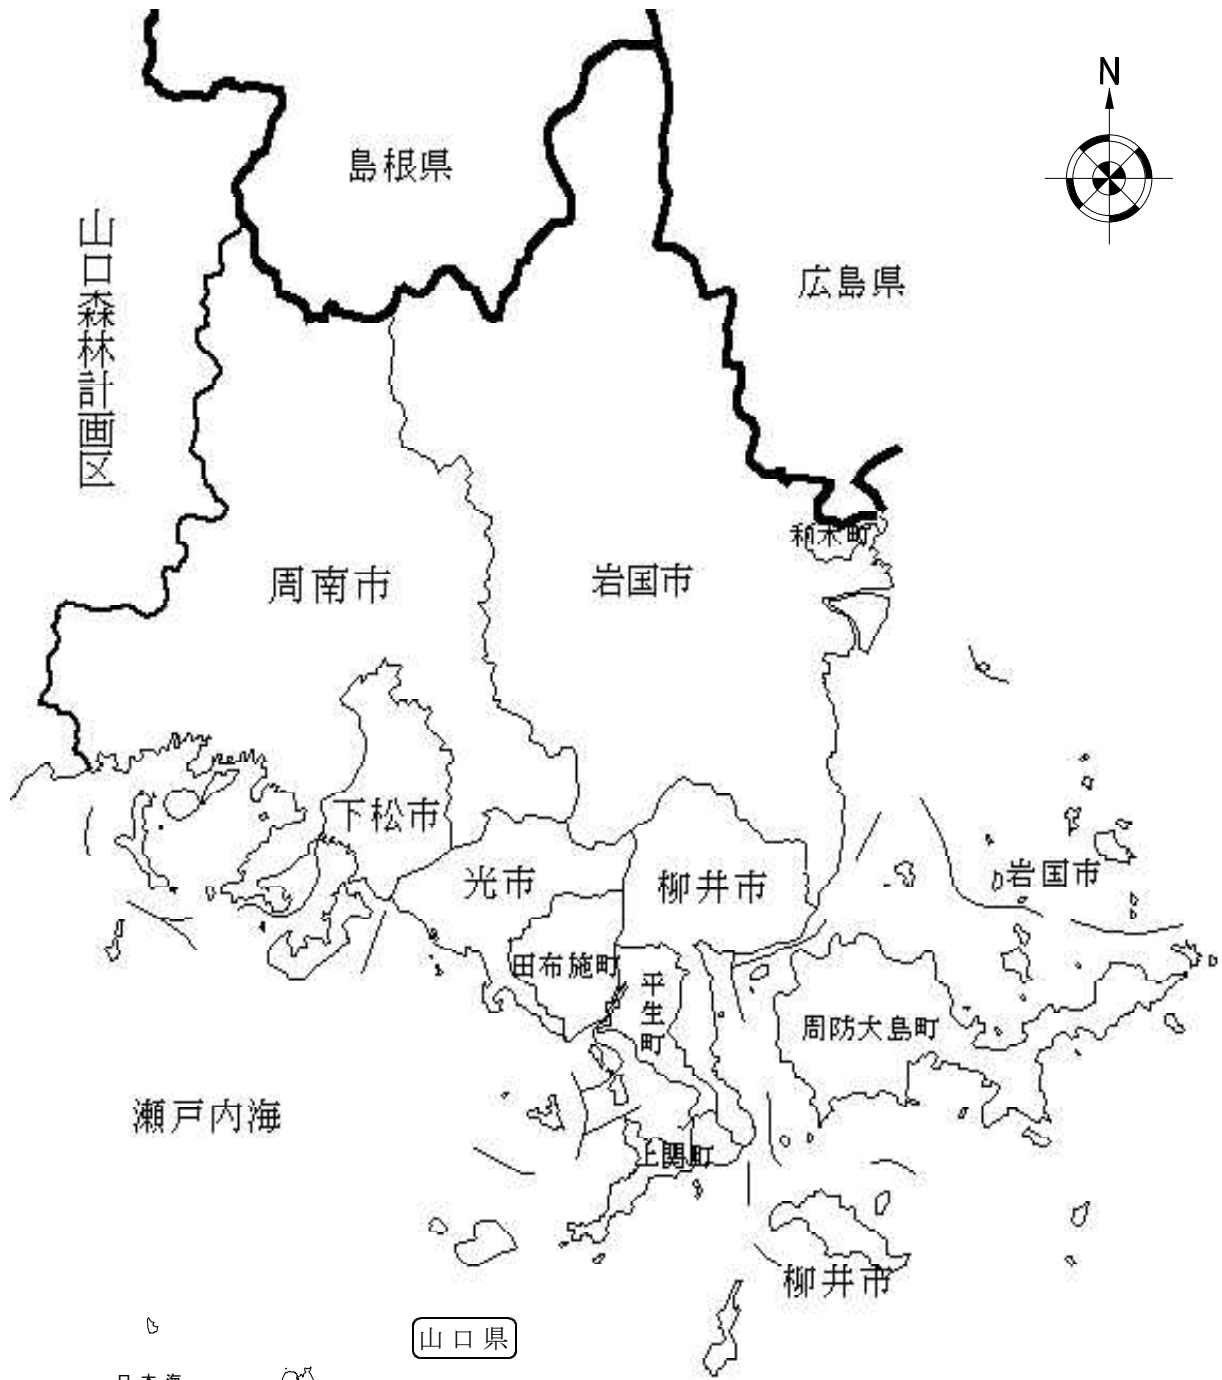 N
島根県
広島県
山口森林計画区
和木町
周南市
岩国市
下松市
光市
柳井市
岩国市
田布施町
平生町
周防大島町
瀬戸内海
上関町
柳井市
山口県
日本海